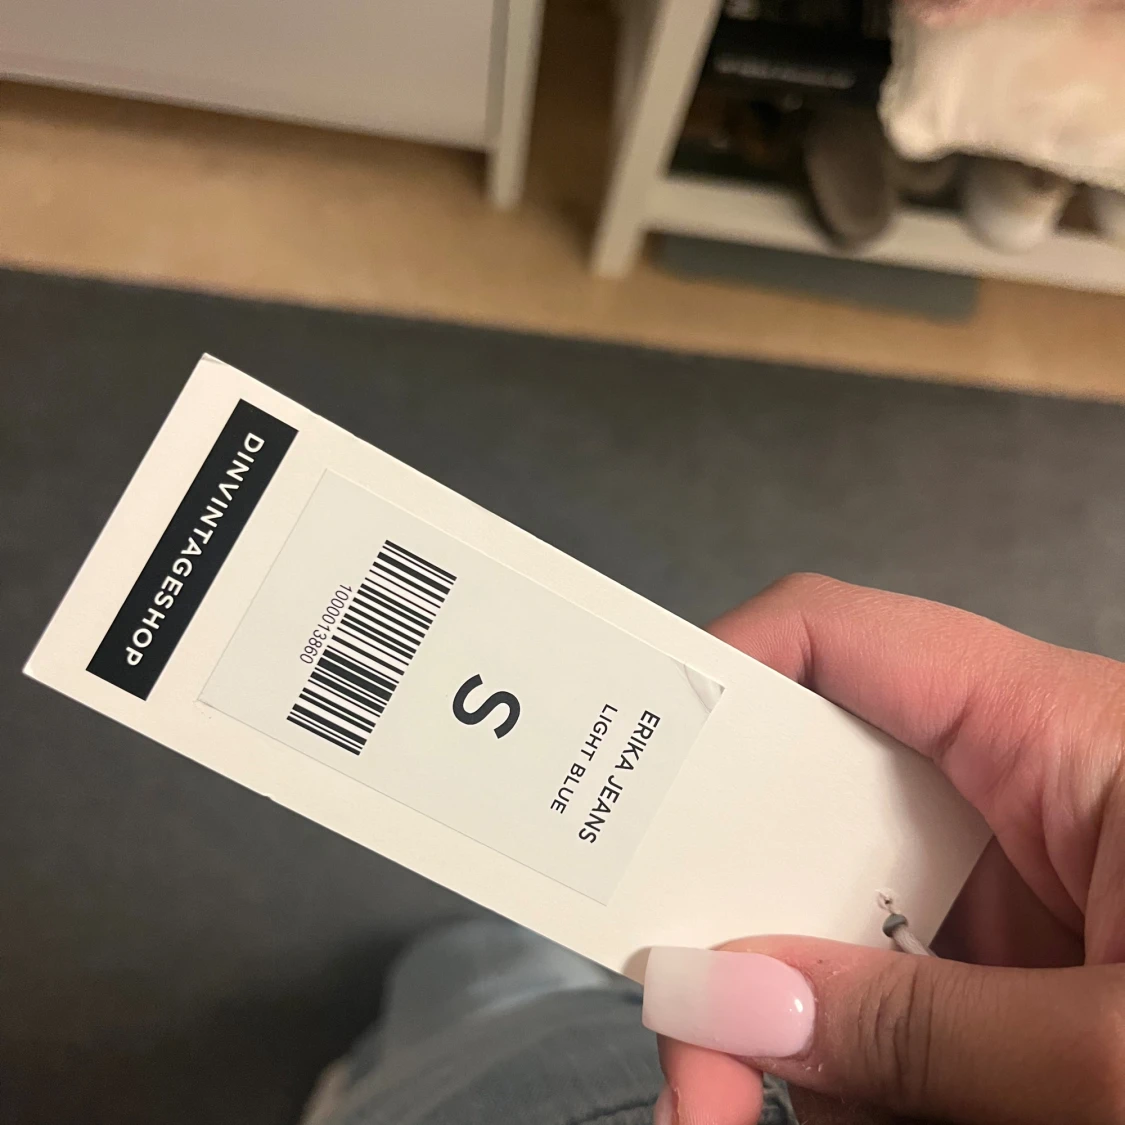 ERIKA JEANS
LIGHT BLUE
S
1000013860
DINVINTAGESHOP